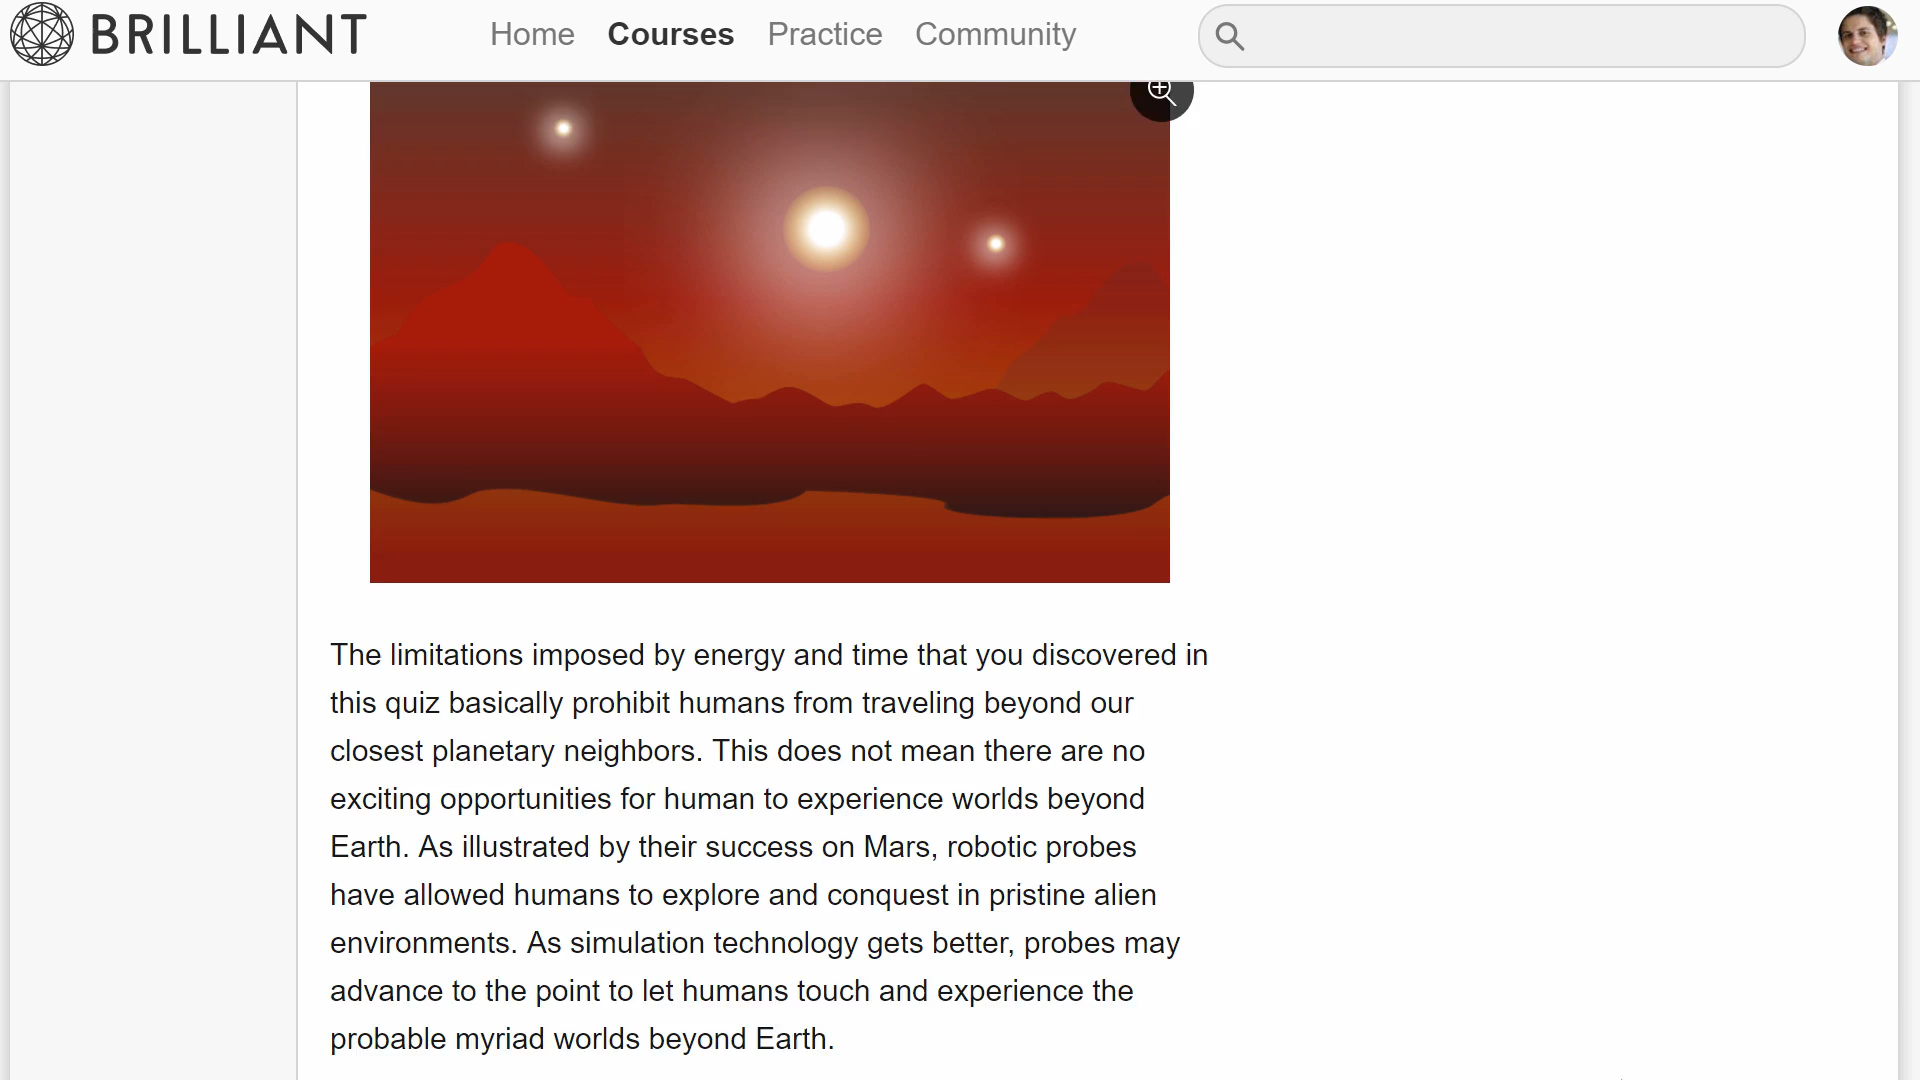 BRILLIANT
Home Courses Practice Community
The limitations imposed by energy and time that you discovered in
this quiz basically prohibit humans from traveling beyond our
closest planetary neighbors. This does not mean there are no
exciting opportunities for human to experience worlds beyond
Earth. As illustrated by their success on Mars, robotic probes
have allowed humans to explore and conquest in pristine alien
environments. As simulation technology gets better, probes may
advance to the point to let humans touch and experience the
probable myriad worlds beyond Earth.